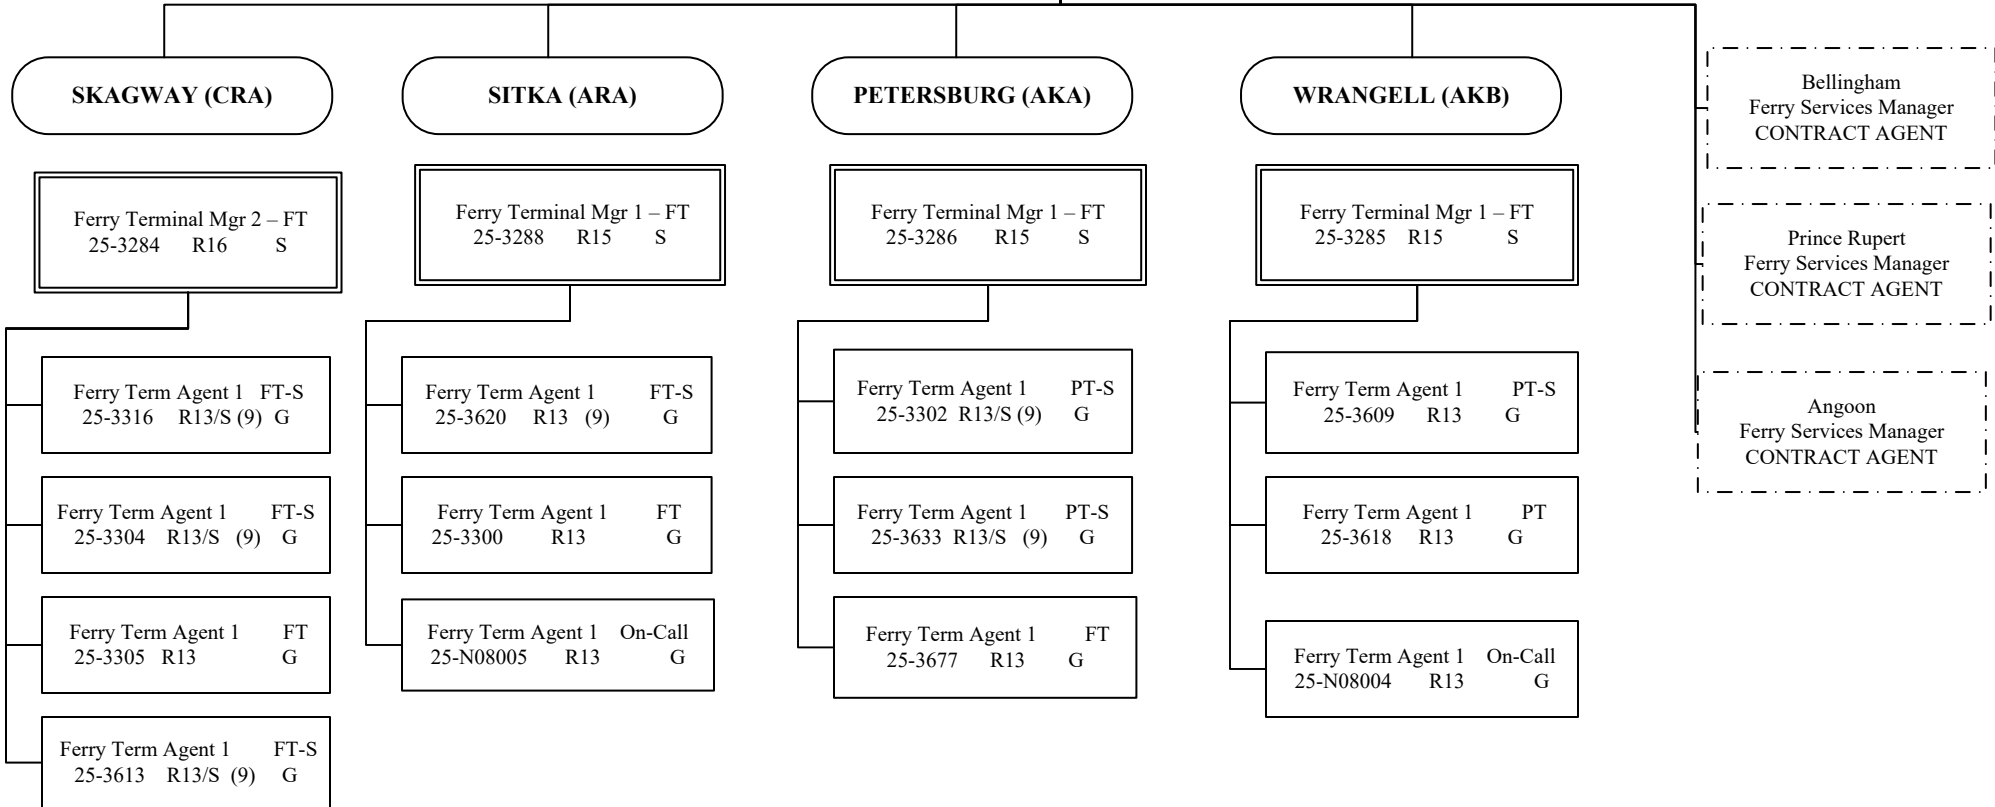 SKAGWAY (CRA)
Ferry Terminal Mgr 2 – FT
25-3284 R16 S
Ferry Term Agent 1 FT-S
25-3316 R13/S (9) G
Ferry Term Agent 1 FT-S
25-3304 R13/S (9) G
Ferry Term Agent 1 FT
25-3305 R13 G
Ferry Term Agent 1 FT-S
25-3613 R13/S (9) G
SITKA (ARA)
Ferry Terminal Mgr 1 – FT
25-3288 R15 S
Ferry Term Agent 1 FT-S
25-3620 R13 (9) G
Ferry Term Agent 1 FT
25-3300 R13 G
Ferry Term Agent 1 On-Call
25-N08005 R13 G
PETERSBURG (AKA)
Ferry Terminal Mgr 1 – FT
25-3286 R15 S
Ferry Term Agent 1 PT-S
25-3302 R13/S (9) G
Ferry Term Agent 1 PT-S
25-3633 R13/S (9) G
Ferry Term Agent 1 FT
25-3677 R13 G
WRANGELL (AKB)
Ferry Terminal Mgr 1 – FT
25-3285 R15 S
Ferry Term Agent 1 PT-S
25-3609 R13 G
Ferry Term Agent 1 PT
25-3618 R13 G
Ferry Term Agent 1 On-Call
25-N08004 R13 G
Bellingham
Ferry Services Manager
CONTRACT AGENT
Prince Rupert
Ferry Services Manager
CONTRACT AGENT
Angoon
Ferry Services Manager
CONTRACT AGENT